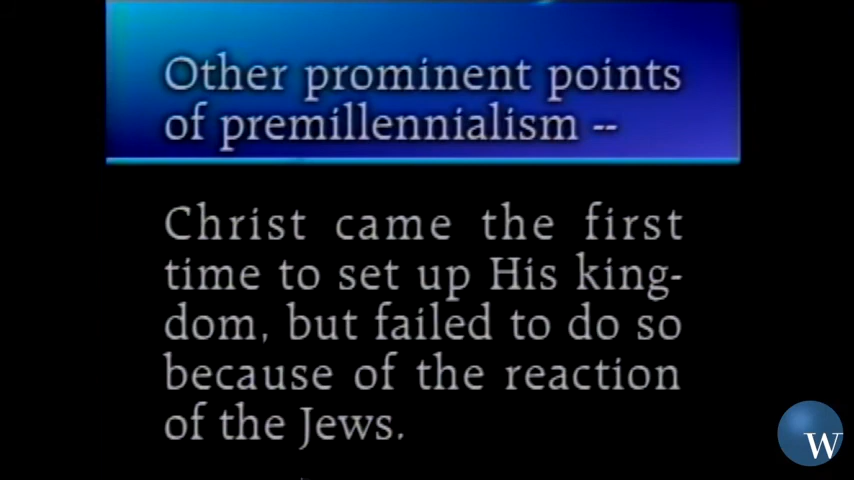 Other prominent points
of premillennialism --
Christ came the first
time to set up His king-
dom, but failed to do so
because of the reaction
of the Jews.
W